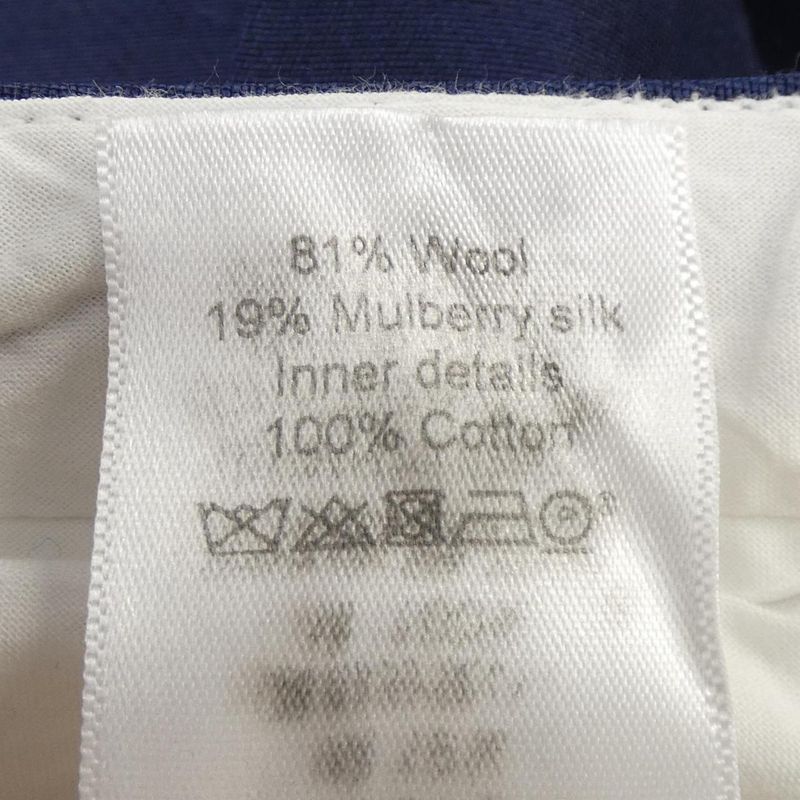 81% Wool
19% Mulberry silk
Inner details
100% Cotton
P